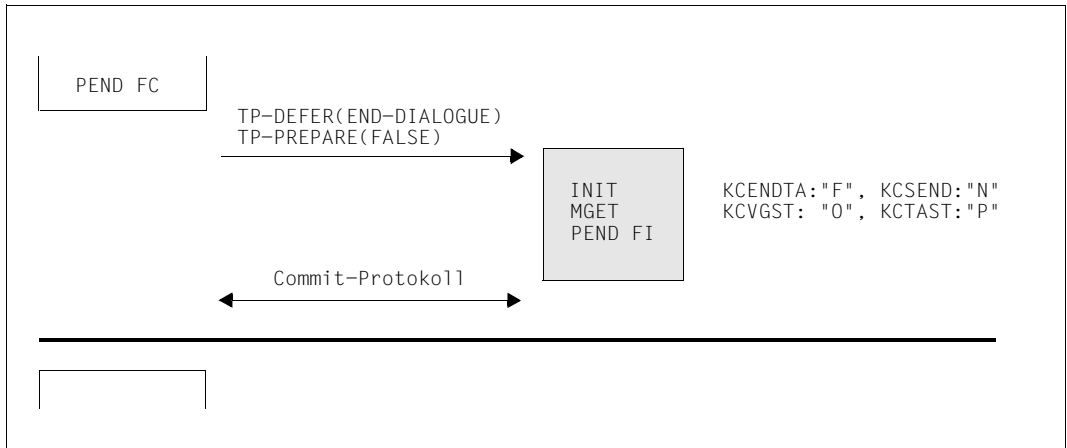 PEND FC
TP-DEFER(END-DIALOGUE)
TP-PREPARE(FALSE)
INIT
MGET
PEND FI
KCENDTA:"F", KCSEND:"N"
KCVGST: "O", KCTAST:"P"
Commit-Protokoll